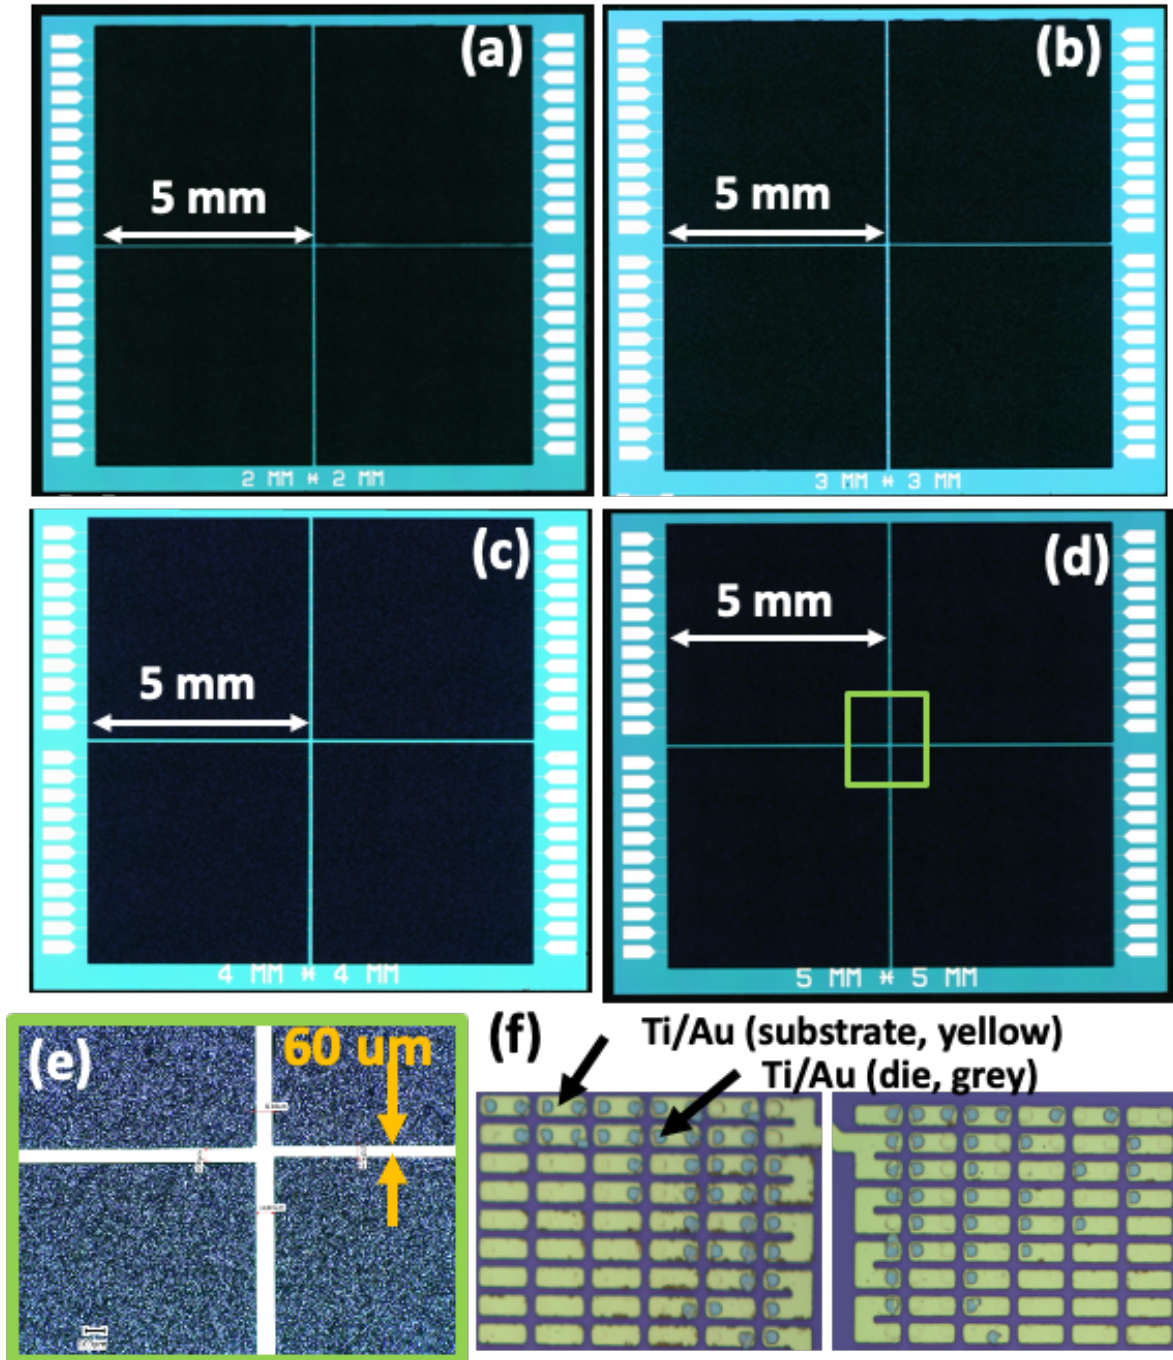 (a)
5 mm
2 MM * 2 MM
(b)
5 mm
3 MM * 3 MM
(c)
5 mm
4 MM * 4 MM
(d)
5 mm
5 MM * 5 MM
(e)
60 um
(f)
Ti/Au (substrate, yellow)
Ti/Au (die, grey)